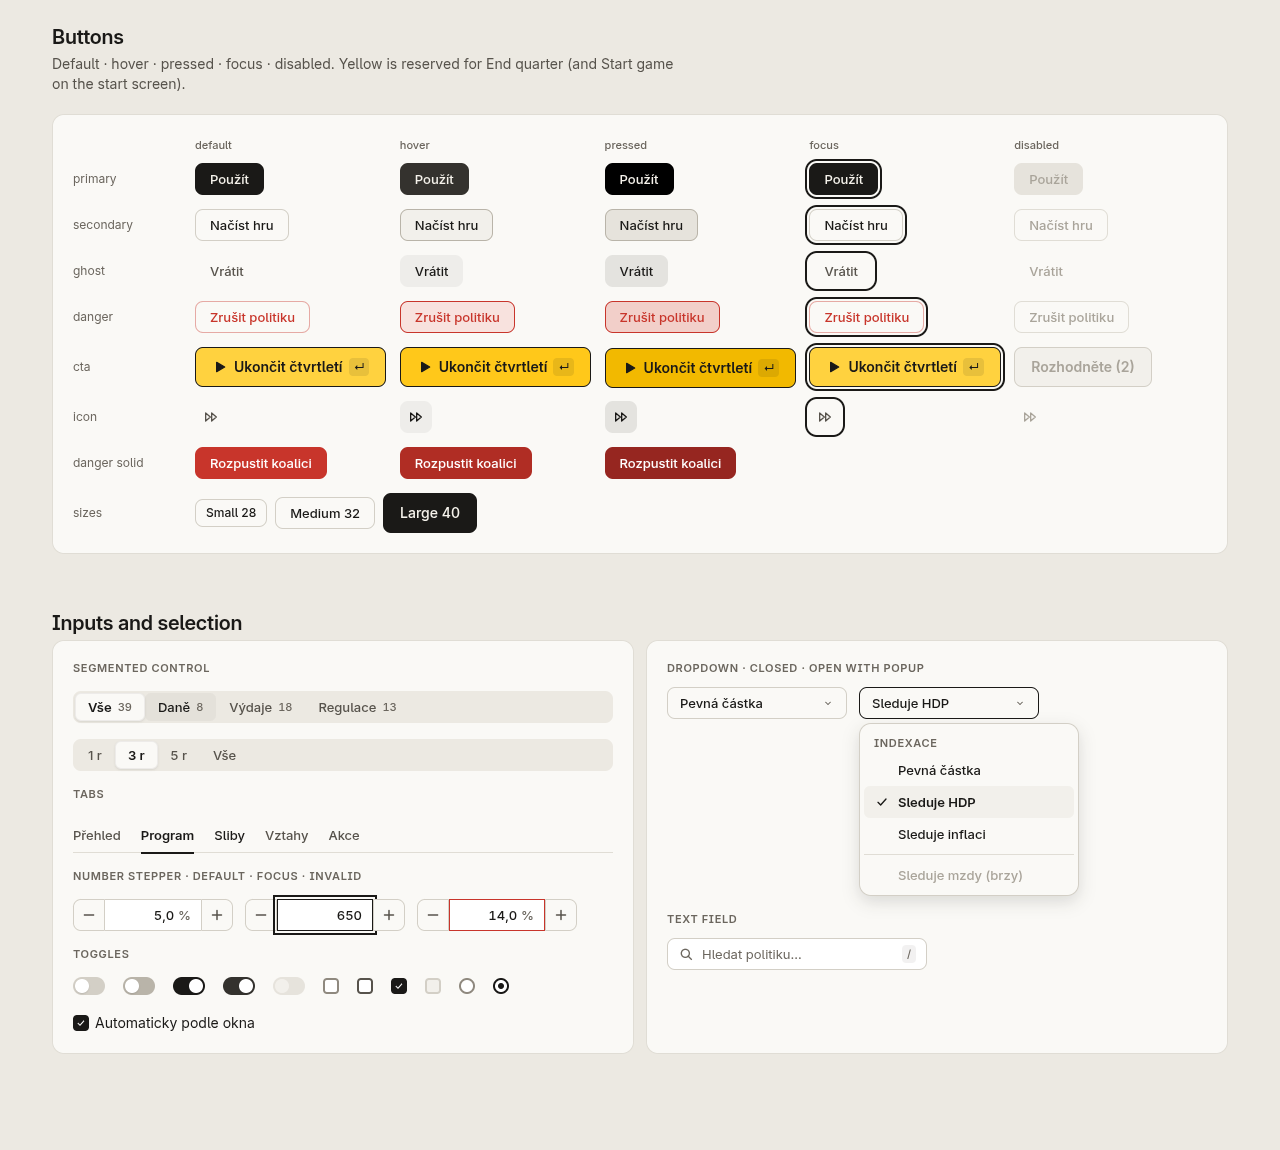 Buttons
Default · hover · pressed · focus · disabled. Yellow is reserved for End quarter (and Start game
on the start screen).
default hover pressed focus disabled
primary Použít Použít Použít Použít Použít
secondary Načíst hru Načíst hru Načíst hru Načíst hru Načíst hru
ghost Vrátit Vrátit Vrátit Vrátit Vrátit
danger Zrušit politiku Zrušit politiku Zrušit politiku Zrušit politiku Zrušit politiku
cta Ukončit čtvrtletí ↵ Ukončit čtvrtletí ↵ Ukončit čtvrtletí ↵ Ukončit čtvrtletí ↵ Rozhodněte (2)
icon
danger solid Rozpustit koalici Rozpustit koalici Rozpustit koalici
sizes Small 28 Medium 32 Large 40
Inputs and selection
SEGMENTED CONTROL
Vše 39 Daně 8 Výdaje 18 Regulace 13
1 r 3 r 5 r Vše
TABS
Přehled Program Sliby Vztahy Akce
NUMBER STEPPER · DEFAULT · FOCUS · INVALID
− 5,0 % + − 650 + − 14,0 % +
TOGGLES
Automaticky podle okna
DROPDOWN · CLOSED · OPEN WITH POPUP
Pevná částka Sleduje HDP
INDEXACE
Pevná částka
Sleduje HDP
Sleduje inflaci
Sleduje mzdy (brzy)
TEXT FIELD
Hledat politiku… /